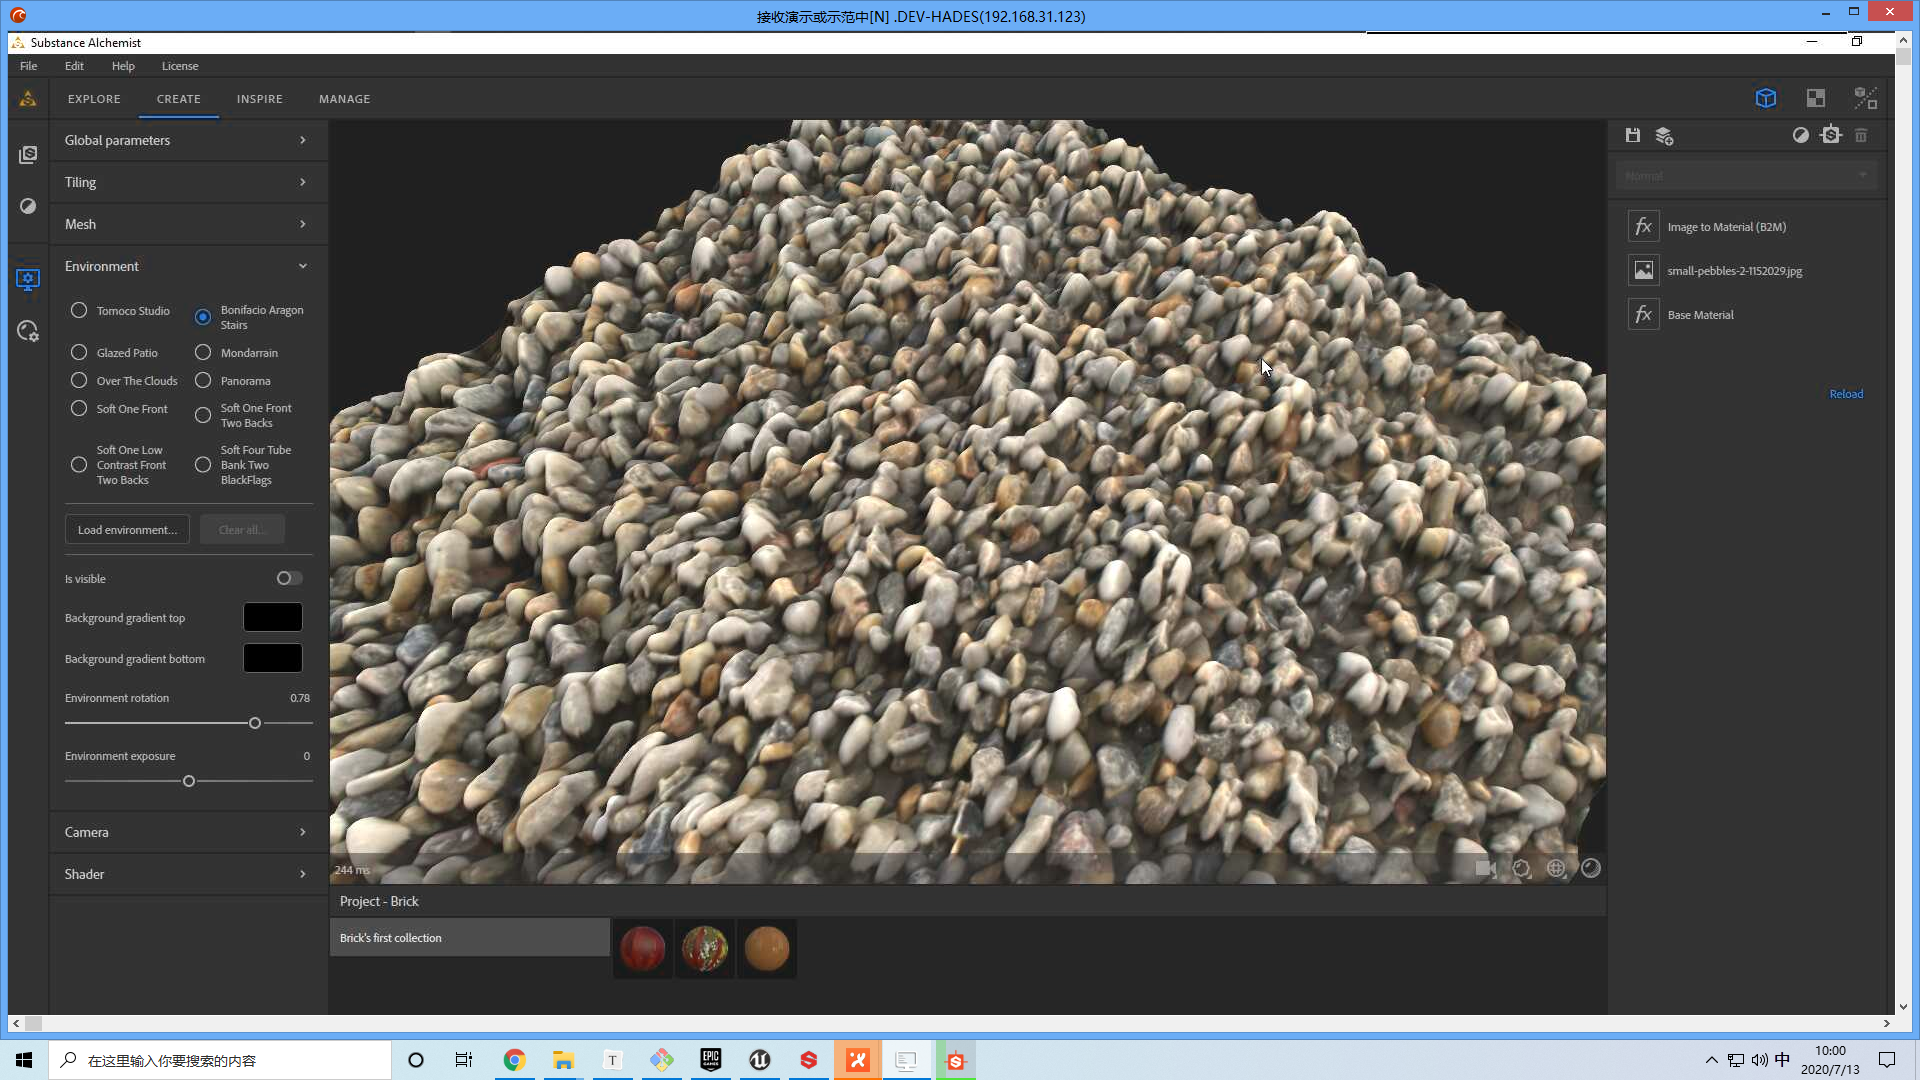 接收演示或示范中[N] .DEV-HADES(192.168.31.123)
Substance Alchemist
File Edit Help License
EXPLORE CREATE INSPIRE MANAGE
Global parameters
Tiling
Mesh
Environment
Tomoco Studio
Bonifacio Aragon
Stairs
Glazed Patio
Mondarrain
Over The Clouds
Panorama
Soft One Front
Soft One Front
Two Backs
Soft One Low
Contrast Front
Two Backs
Soft Four Tube
Bank Two
BlackFlags
Load environment...
Clear all...
Is visible
Background gradient top
Background gradient bottom
Environment rotation 0.78
Environment exposure 0
Camera
Shader
244 ms
Project - Brick
Brick's first collection
Normal
Image to Material (B2M)
small-pebbles-2-1152029.jpg
Base Material
Reload
在这里输入你要搜索的内容
T
EPIC
GAMES
中
10:00
2020/7/13